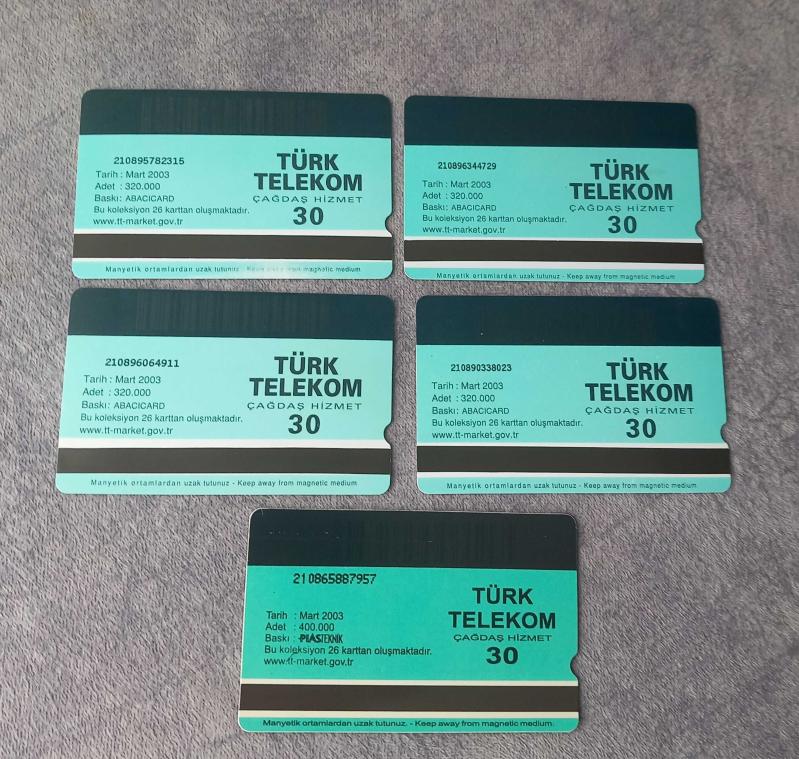 210895782315
Tarih : Mart 2003
Adet : 320.000
Baskı: ABACICARD
Bu koleksiyon 26 karttan oluşmaktadır.
www.tt-market.gov.tr
TÜRK
TELEKOM
ÇAĞDAŞ HİZMET
30
Manyetik ortamlardan uzak tutunuz - Keep away from magnetic medium
210896344729
Tarih : Mart 2003
Adet : 320.000
Baskı: ABACICARD
Bu koleksiyon 26 karttan oluşmaktadır.
www.tt-market.gov.tr
TÜRK
TELEKOM
ÇAĞDAŞ HİZMET
30
Manyetik ortamlardan uzak tutunuz - Keep away from magnetic medium
210896064911
Tarih : Mart 2003
Adet : 320.000
Baskı: ABACICARD
Bu koleksiyon 26 karttan oluşmaktadır.
www.tt-market.gov.tr
TÜRK
TELEKOM
ÇAĞDAŞ HİZMET
30
Manyetik ortamlardan uzak tutunuz - Keep away from magnetic medium
210890338023
Tarih : Mart 2003
Adet : 320.000
Baskı: ABACICARD
Bu koleksiyon 26 karttan oluşmaktadır.
www.tt-market.gov.tr
TÜRK
TELEKOM
ÇAĞDAŞ HİZMET
30
Manyetik ortamlardan uzak tutunuz - Keep away from magnetic medium
210865887957
Tarih : Mart 2003
Adet : 400.000
Baskı : PLASTEKNİK
Bu koleksiyon 26 karttan oluşmaktadır.
www.tt-market.gov.tr
TÜRK
TELEKOM
ÇAĞDAŞ HİZMET
30
Manyetik ortamlardan uzak tutunuz. - Keep away from magnetic medium.